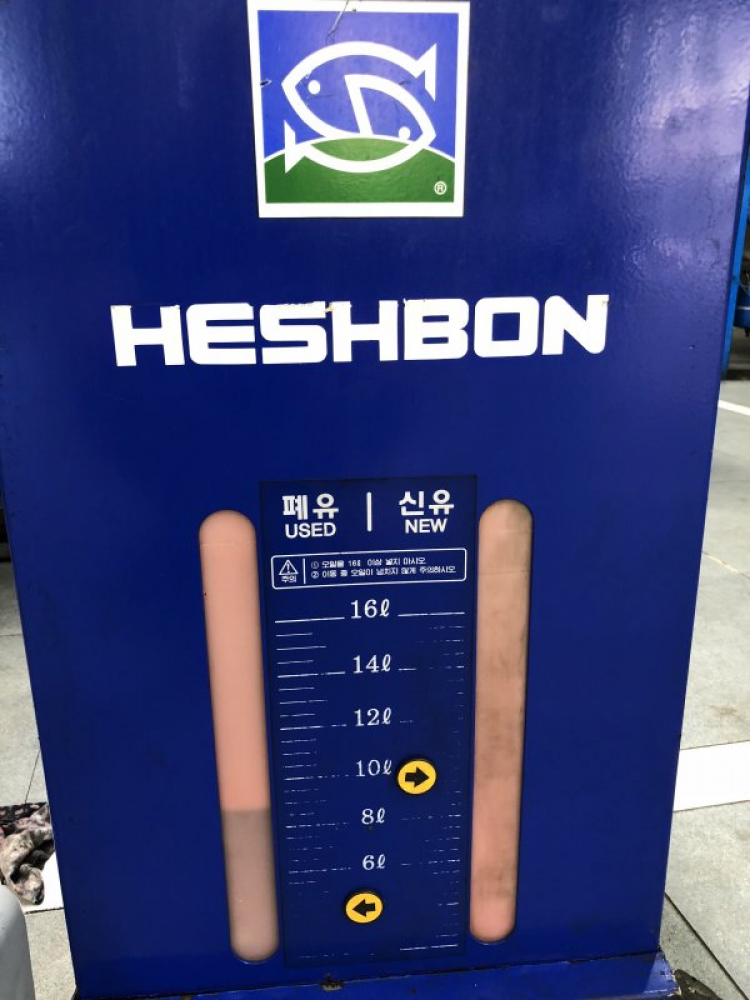 ®
HESHBON
폐유 | 신유
USED NEW
주의
① 오일을 16ℓ 이상 넣지 마시오
② 이동 중 오일이 넘치지 않게 주의하시오
16ℓ
14ℓ
12ℓ
10ℓ
8ℓ
6ℓ